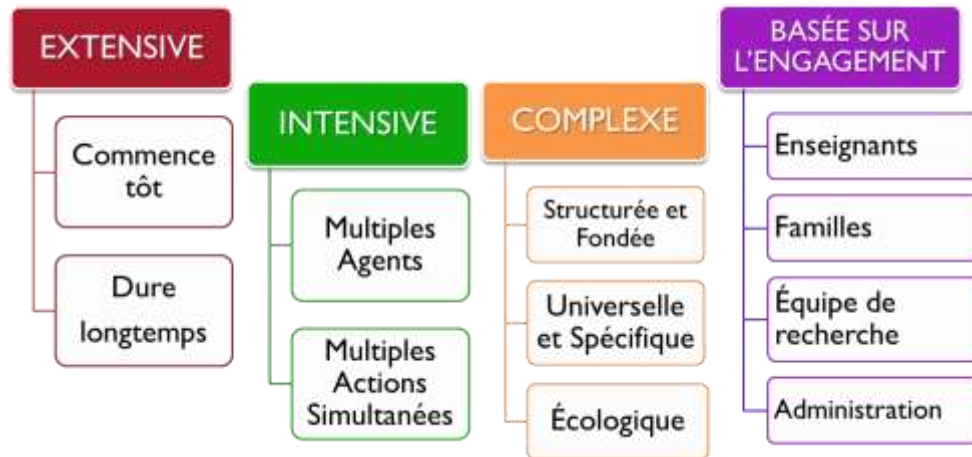 EXTENSIVE
Commence
tôt
Dure
longtemps
INTENSIVE
Multiples
Agents
Multiples
Actions
Simultanées
COMPLEXE
Structurée et
Fondée
Universelle
et Spécifique
Écologique
BASÉE SUR
L'ENGAGEMENT
Enseignants
Familles
Équipe de
recherche
Administration